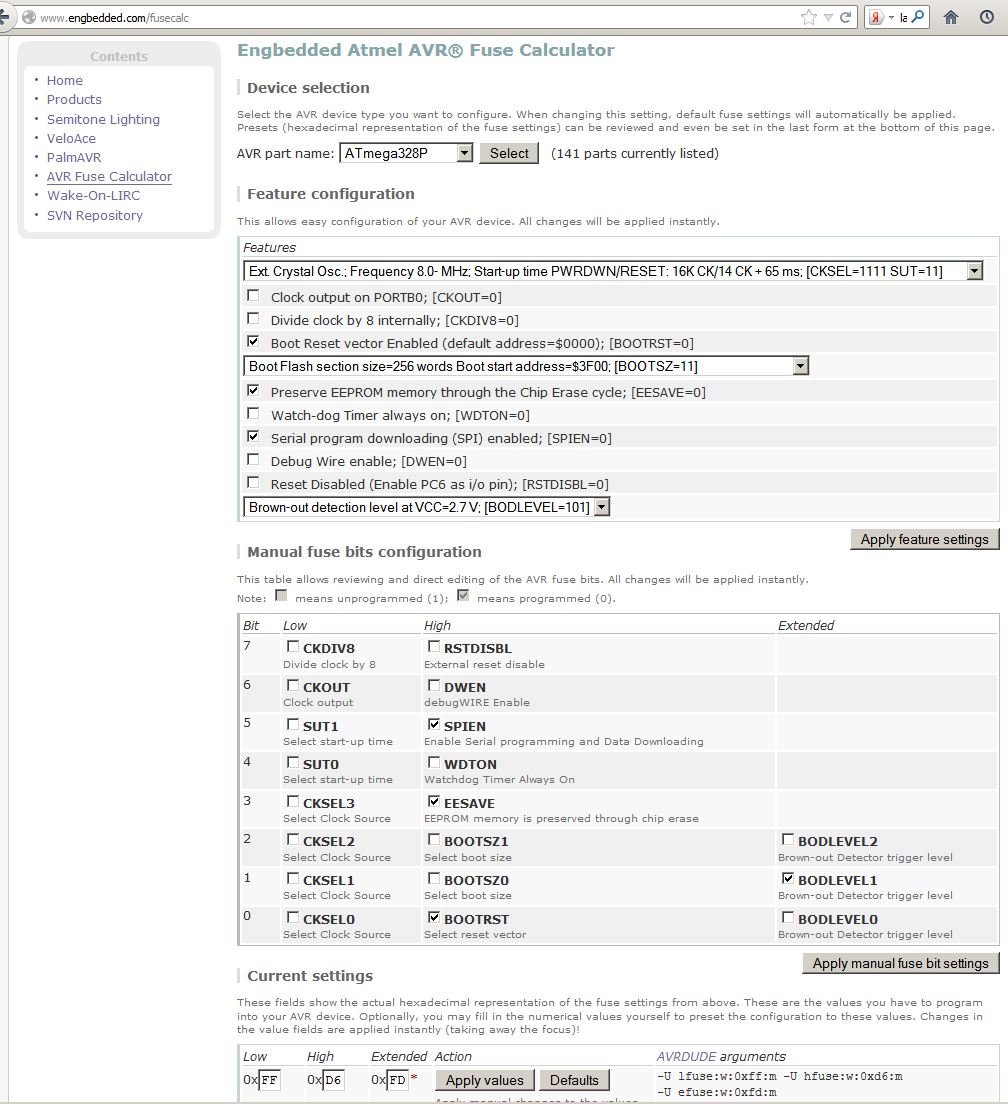 www.engbedded.com/fusecalc
la
Contents
Home
Products
Semitone Lighting
VeloAce
PalmAVR
AVR Fuse Calculator
Wake-On-LIRC
SVN Repository
Engbedded Atmel AVR® Fuse Calculator
Device selection
Select the AVR device type you want to configure. When changing this setting, default fuse settings will automatically be applied.
Presets (hexadecimal representation of the fuse settings) can be reviewed and even be set in the last form at the bottom of this page.
AVR part name: ATmega328P Select (141 parts currently listed)
Feature configuration
This allows easy configuration of your AVR device. All changes will be applied instantly.
Features
Ext. Crystal Osc.; Frequency 8.0- MHz; Start-up time PWRDWN/RESET: 16K CK/14 CK + 65 ms; [CKSEL=1111 SUT=11]
Clock output on PORTB0; [CKOUT=0]
Divide clock by 8 internally; [CKDIV8=0]
Boot Reset vector Enabled (default address=$0000); [BOOTRST=0]
Boot Flash section size=256 words Boot start address=$3F00; [BOOTSZ=11]
Preserve EEPROM memory through the Chip Erase cycle; [EESAVE=0]
Watch-dog Timer always on; [WDTON=0]
Serial program downloading (SPI) enabled; [SPIEN=0]
Debug Wire enable; [DWEN=0]
Reset Disabled (Enable PC6 as i/o pin); [RSTDISBL=0]
Brown-out detection level at VCC=2.7 V; [BODLEVEL=101]
Apply feature settings
Manual fuse bits configuration
This table allows reviewing and direct editing of the AVR fuse bits. All changes will be applied instantly.
Note: means unprogrammed (1); means programmed (0).
Bit Low High Extended
7 CKDIV8 RSTDISBL
Divide clock by 8 External reset disable
6 CKOUT DWEN
Clock output debugWIRE Enable
5 SUT1 SPIEN
Select start-up time Enable Serial programming and Data Downloading
4 SUT0 WDTON
Select start-up time Watchdog Timer Always On
3 CKSEL3 EESAVE
Select Clock Source EEPROM memory is preserved through chip erase
2 CKSEL2 BOOTSZ1 BODLEVEL2
Select Clock Source Select boot size Brown-out Detector trigger level
1 CKSEL1 BOOTSZ0 BODLEVEL1
Select Clock Source Select boot size Brown-out Detector trigger level
0 CKSEL0 BOOTRST BODLEVEL0
Select Clock Source Select reset vector Brown-out Detector trigger level
Apply manual fuse bit settings
Current settings
These fields show the actual hexadecimal representation of the fuse settings from above. These are the values you have to program
into your AVR device. Optionally, you may fill in the numerical values yourself to preset the configuration to these values. Changes in
the value fields are applied instantly (taking away the focus)!
Low High Extended Action AVRDUDE arguments
0xFF 0xD6 0xFD * Apply values Defaults -U lfuse:w:0xff:m -U hfuse:w:0xd6:m
-U efuse:w:0xfd:m
Apply manual changes to the values